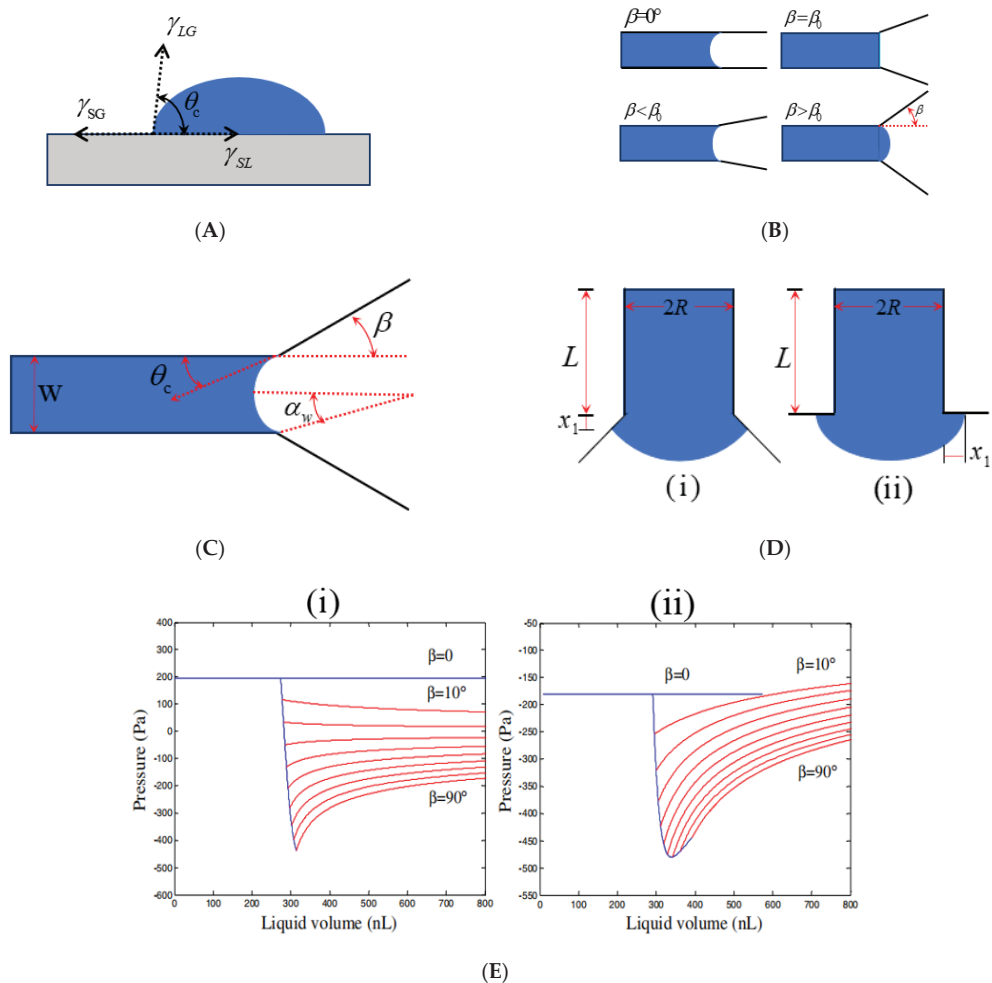 γLG
θc
γSG
γSL
(A)
β=0°
β=β0
β<β0
β>β0
β
(B)
W
θc
β
αw
(C)
2R
L
x1
(i)
2R
L
x1
(ii)
(D)
(i)
400
300
200
100
0
-100
-200
-300
-400
-500
-600
Pressure (Pa)
β=0
β=10°
β=90°
0 100 200 300 400 500 600 700 800
Liquid volume (nL)
(ii)
-50
-100
-150
-200
-250
-300
-350
-400
-450
-500
-550
Pressure (Pa)
β=0
β=10°
β=90°
0 100 200 300 400 500 600 700 800
Liquid volume (nL)
(E)